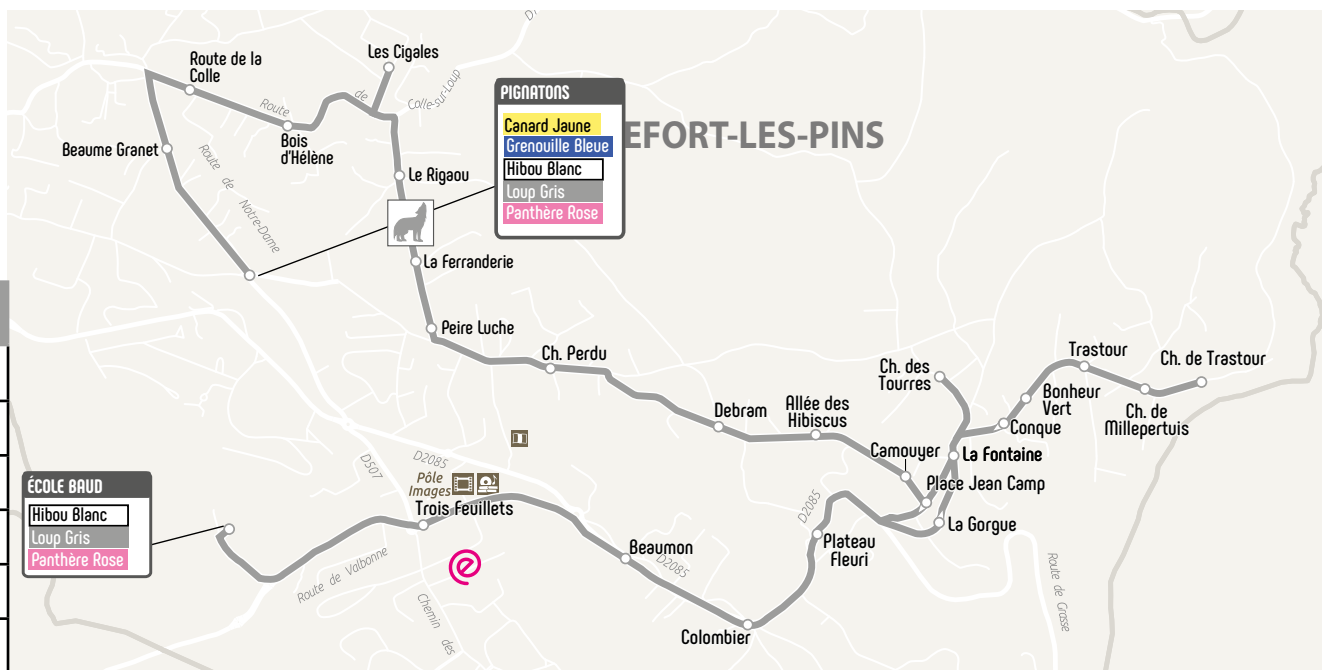 Les Cigales
Route de la
Colle
Route
de
Colle-sur-Loup
PIGNATONS
Canard Jaune
Grenouille Bleue
Hibou Blanc
Loup Gris
Panthère Rose
EFORT-LES-PINS
Bois
d'Hélène
Beaume Granet
Route de Notre-Dame
Le Rigaou
La Ferranderie
Peire Luche
Ch. Perdu
Ch. des
Tourres
Trastour
Ch. de Trastour
Bonheur
Vert
Ch. de
Millepertuis
Debram
Allée des
Hibiscus
Conque
Camouyer
La Fontaine
Place Jean Camp
La Gorgue
D507
D2085
Pôle
Images
Trois Feuillets
D2085
Plateau
Fleuri
ÉCOLE BAUD
Hibou Blanc
Loup Gris
Panthère Rose
Route de Valbonne
Beaumon
D2085
Route de Grasse
Chemin des
Colombier